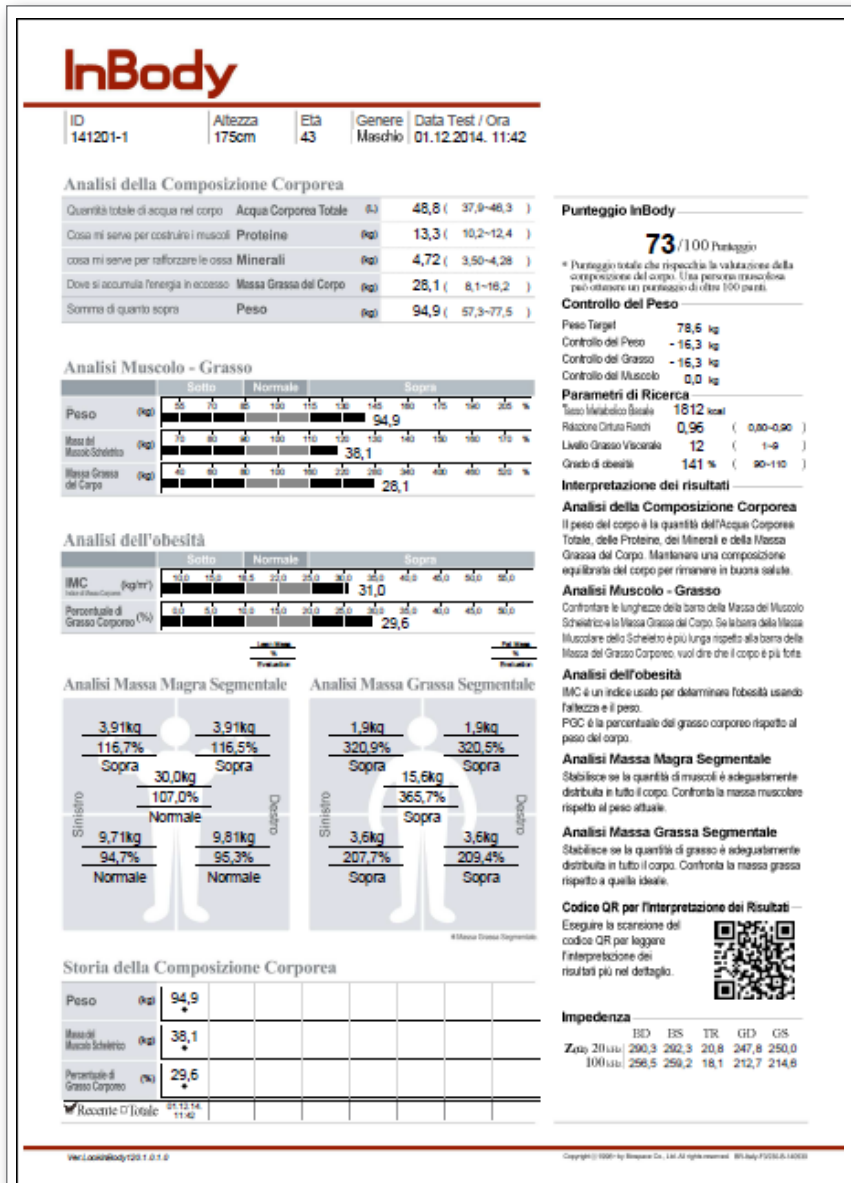 InBody
ID Altezza Età Genere Data Test / Ora
141201-1 175cm 43 Maschio 01.12.2014. 11:42
Analisi della Composizione Corporea
Quantità totale di acqua nel corpo Acqua Corporea Totale (L) 48,8 ( 37,9~46,3 )
Cosa mi serve per costruire i muscoli Proteine (kg) 13,3 ( 10,2~12,4 )
cosa mi serve per rafforzare le ossa Minerali (kg) 4,72 ( 3,50~4,28 )
Dove si accumula l'energia in eccesso Massa Grassa del Corpo (kg) 28,1 ( 8,1~16,2 )
Somma di quanto sopra Peso (kg) 94,9 ( 57,3~77,5 )
Analisi Muscolo - Grasso
Sotto Normale Sopra
Peso (kg) 55 70 85 100 115 130 145 160 175 190 205 %
94,9
Massa del Muscolo Scheletrico (kg) 70 80 90 100 110 120 130 140 150 160 170 %
38,1
Massa Grassa del Corpo (kg) 40 60 80 100 160 220 280 340 400 460 520 %
28,1
Analisi dell'obesità
Sotto Normale Sopra
IMC (kg/m²) 10,0 15,0 18,5 22,0 25,0 30,0 35,0 40,0 45,0 50,0 55,0
31,0
Percentuale di Grasso Corporeo (%) 0,0 5,0 10,0 15,0 20,0 25,0 30,0 35,0 40,0 45,0 50,0
29,6
Lean Mass
%
Evaluation
Fat Mass
%
Evaluation
Analisi Massa Magra Segmentale
3,91kg 3,91kg
116,7% 116,5%
Sopra Sopra
30,0kg
107,0%
Normale
Sinistro
Destro
9,71kg 9,81kg
94,7% 95,3%
Normale Normale
Analisi Massa Grassa Segmentale
1,9kg 1,9kg
320,9% 320,5%
Sopra Sopra
15,6kg
365,7%
Sopra
Sinistro
Destro
3,6kg 3,6kg
207,7% 209,4%
Sopra Sopra
*Massa Grassa Segmentale
Storia della Composizione Corporea
Peso (kg) 94,9
Massa del Muscolo Scheletrico (kg) 38,1
Percentuale di Grasso Corporeo (%) 29,6
Recente Totale 01.12.14. 11:42
Punteggio InBody
73/100 Punteggio
* Punteggio totale che rispecchia la valutazione della
composizione del corpo. Una persona muscolosa
può ottenere un punteggio di oltre 100 punti.
Controllo del Peso
Peso Target 78,6 kg
Controllo del Peso - 16,3 kg
Controllo del Grasso - 16,3 kg
Controllo del Muscolo 0,0 kg
Parametri di Ricerca
Tasso Metabolico Basale 1812 kcal
Relazione Cintura Fianchi 0,96 ( 0,80~0,90 )
Livello Grasso Viscerale 12 ( 1~9 )
Grado di obesità 141 % ( 90~110 )
Interpretazione dei risultati
Analisi della Composizione Corporea
Il peso del corpo è la quantità dell'Acqua Corporea
Totale, delle Proteine, dei Minerali e della Massa
Grassa del Corpo. Mantenere una composizione
equilibrata del corpo per rimanere in buona salute.
Analisi Muscolo - Grasso
Confrontare le lunghezze della barra della Massa del Muscolo
Scheletrico e la Massa Grassa del Corpo. Se la barra della Massa
Muscolare dello Scheletro è più lunga rispetto alla barra della
Massa del Grasso Corporeo, vuol dire che il corpo è più forte.
Analisi dell'obesità
IMC é un indice usato per determinare l'obesità usando
l'altezza e il peso.
PGC é la percentuale del grasso corporeo rispetto al
peso del corpo.
Analisi Massa Magra Segmentale
Stabilisce se la quantità di muscoli è adeguatamente
distribuita in tutto il corpo. Confronta la massa muscolare
rispetto al peso attuale.
Analisi Massa Grassa Segmentale
Stabilisce se la quantità di grasso è adeguatamente
distribuita in tutto il corpo. Confronta la massa grassa
rispetto a quella ideale.
Codice QR per l'Interpretazione dei Risultati
Eseguire la scansione del
codice QR per leggere
l'interpretazione dei
risultati più nel dettaglio.
Impedenza
BD BS TR GD GS
Z(Ω) 20 kHz 290,3 292,3 20,8 247,8 250,0
100 kHz 256,5 259,2 18,1 212,7 214,6
Ver.LookinBody120.1.0.1.0